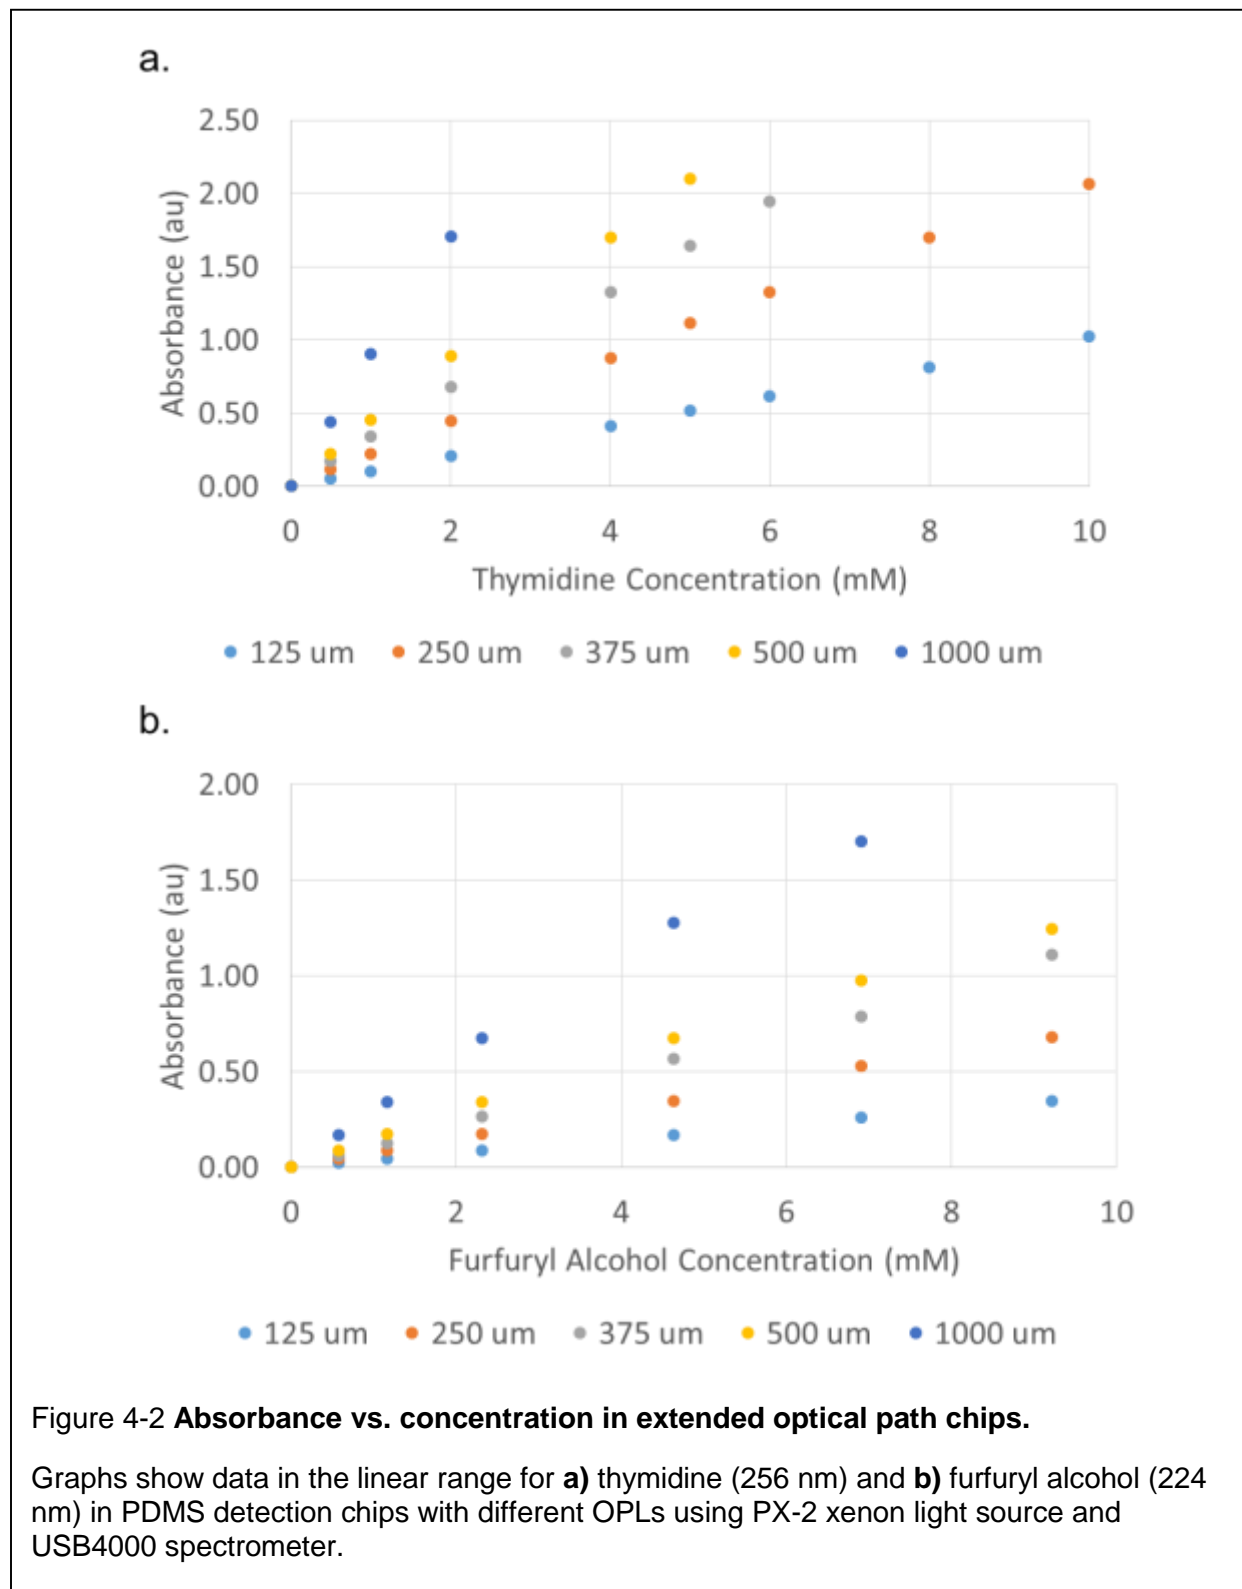 a.
2.50
2.00
1.50
1.00
0.50
0.00
Absorbance (au)
0 2 4 6 8 10
Thymidine Concentration (mM)
125 um 250 um 375 um 500 um 1000 um
b.
2.00
1.50
1.00
0.50
0.00
Absorbance (au)
0 2 4 6 8 10
Furfuryl Alcohol Concentration (mM)
125 um 250 um 375 um 500 um 1000 um
Figure 4-2 Absorbance vs. concentration in extended optical path chips.
Graphs show data in the linear range for a) thymidine (256 nm) and b) furfuryl alcohol (224
nm) in PDMS detection chips with different OPLs using PX-2 xenon light source and
USB4000 spectrometer.